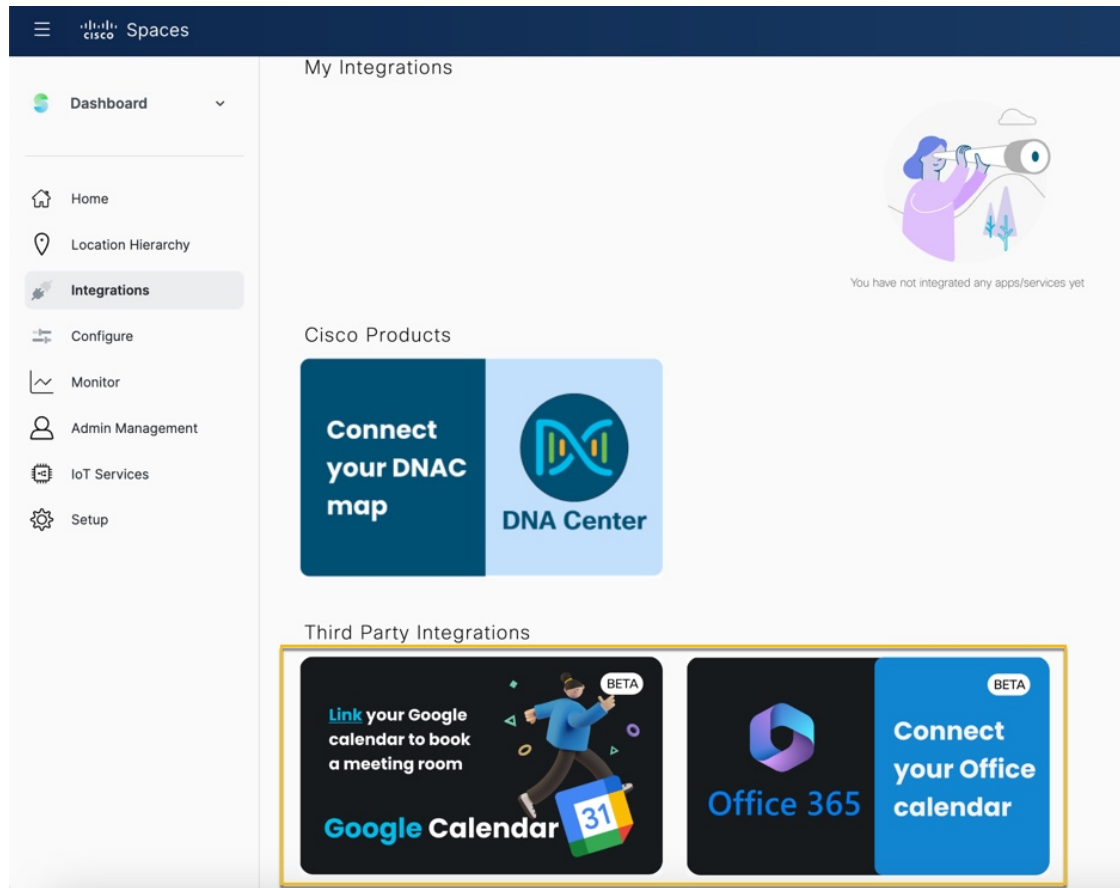 cisco Spaces
Dashboard
Home
Location Hierarchy
Integrations
Configure
Monitor
Admin Management
IoT Services
Setup
My Integrations
You have not integrated any apps/services yet
Cisco Products
Connect
your DNAC
map
DNA Center
Third Party Integrations
BETA
Link your Google
calendar to book
a meeting room
Google Calendar
31
Office 365
BETA
Connect
your Office
calendar